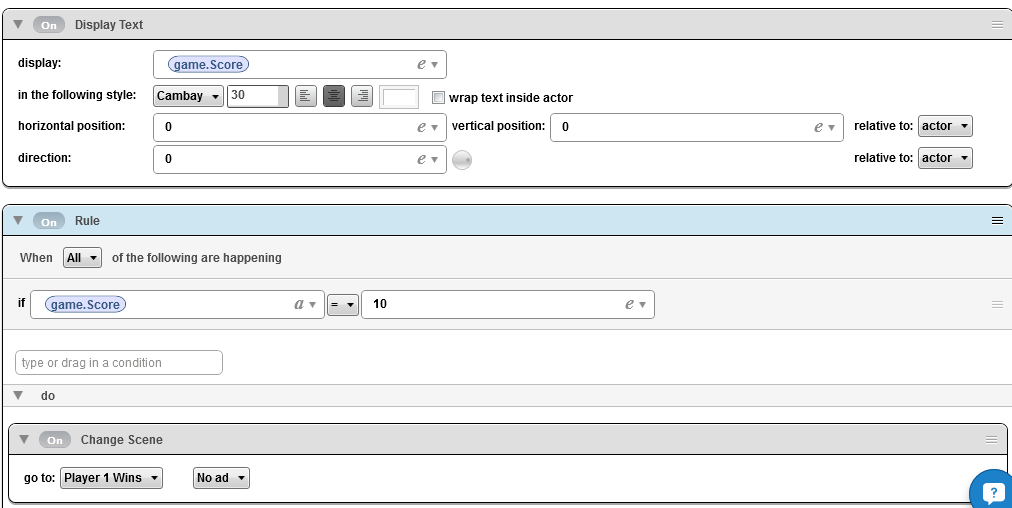 On Display Text
display: game.Score e
in the following style: Cambay 30 wrap text inside actor
horizontal position: 0 e vertical position: 0 e relative to: actor
direction: 0 e relative to: actor
On Rule
When All of the following are happening
if game.Score a = 10 e
type or drag in a condition
do
On Change Scene
go to: Player 1 Wins No ad
?